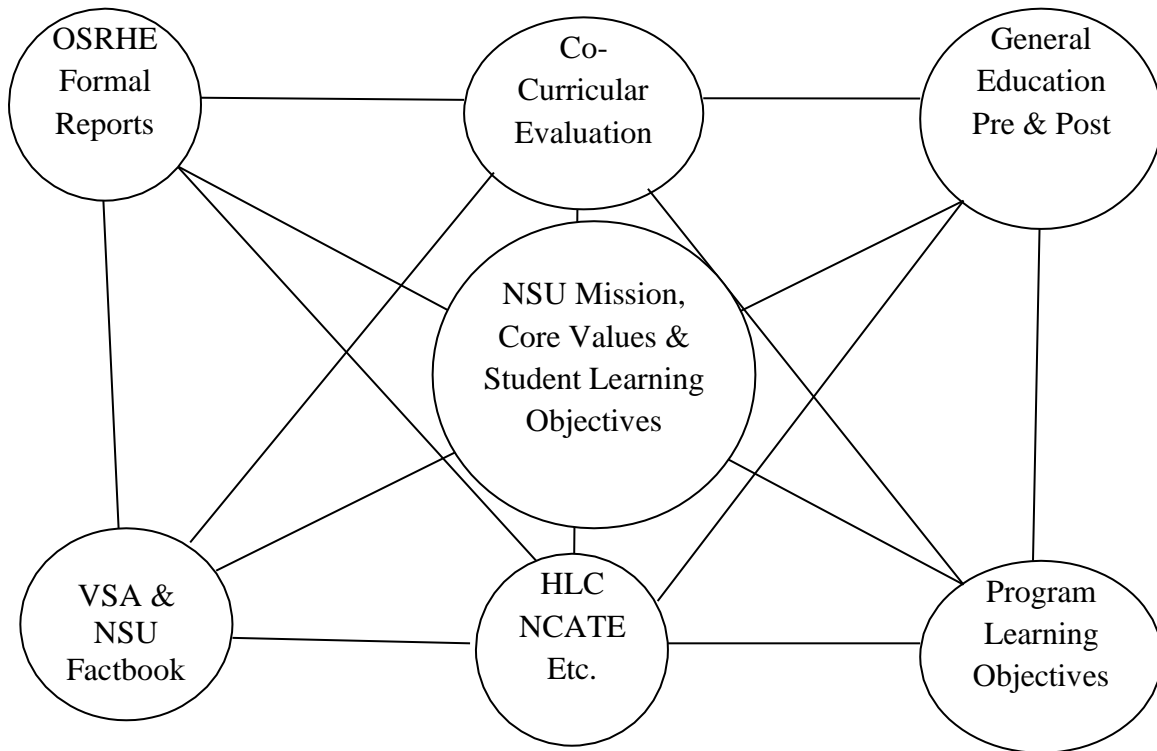 OSRHE
Formal
Reports
Co-
Curricular
Evaluation
General
Education
Pre & Post
NSU Mission,
Core Values &
Student Learning
Objectives
VSA &
NSU
Factbook
HLC
NCATE
Etc.
Program
Learning
Objectives